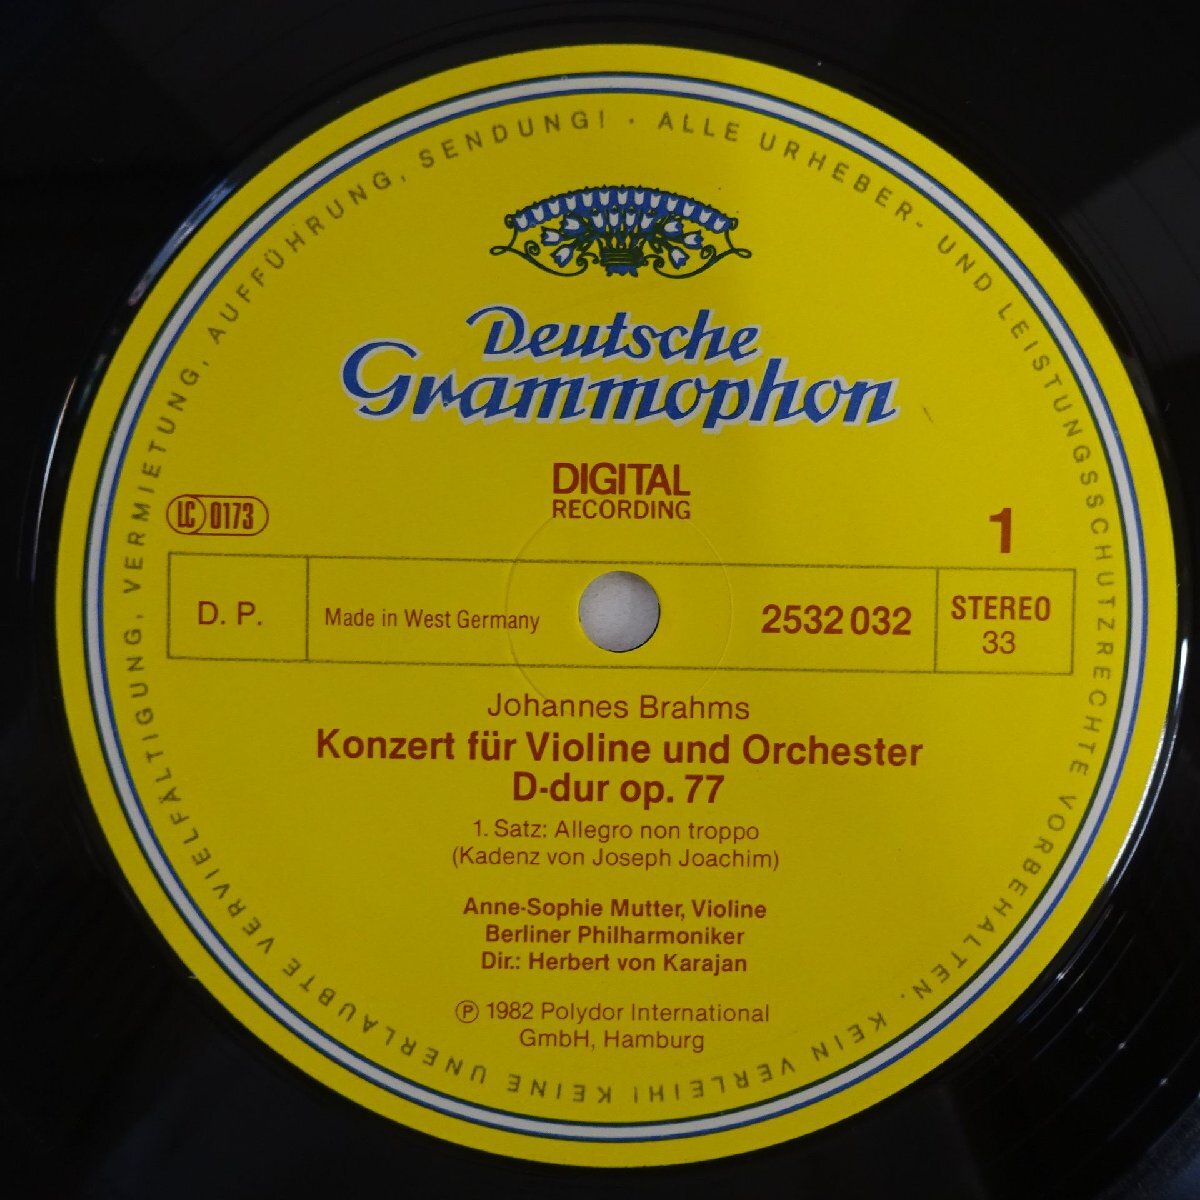 ALLE URHEBER- UND LEISTUNGSSCHUTZRECHTE VORBEHALTEN. KEIN VERLEIH! KEINE UNERLAUBTE VERVIELFÄLTIGUNG, VERMIETUNG, AUFFÜHRUNG, SENDUNG! ·
Deutsche
Grammophon
DIGITAL
RECORDING
LC 0173
1
D. P.
Made in West Germany
2532 032
STEREO
33
Johannes Brahms
Konzert für Violine und Orchester
D-dur op. 77
1. Satz: Allegro non troppo
(Kadenz von Joseph Joachim)
Anne-Sophie Mutter, Violine
Berliner Philharmoniker
Dir.: Herbert von Karajan
Ⓟ 1982 Polydor International
GmbH, Hamburg